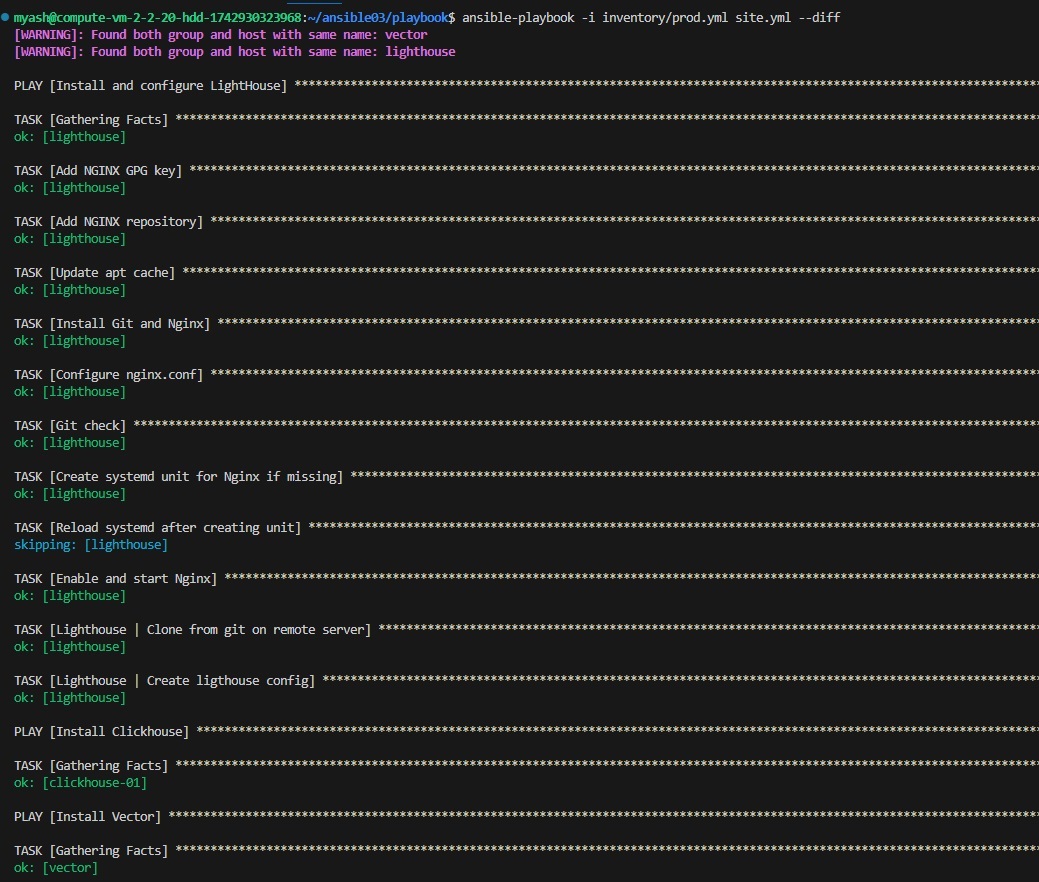 myash@compute-vm-2-2-20-hdd-1742930323968:~/ansible03/playbook$ ansible-playbook -i inventory/prod.yml site.yml --diff
[WARNING]: Found both group and host with same name: vector
[WARNING]: Found both group and host with same name: lighthouse
PLAY [Install and configure LightHouse] **********************************************************************************************************
TASK [Gathering Facts] ***************************************************************************************************************************
ok: [lighthouse]
TASK [Add NGINX GPG key] *************************************************************************************************************************
ok: [lighthouse]
TASK [Add NGINX repository] **********************************************************************************************************************
ok: [lighthouse]
TASK [Update apt cache] **************************************************************************************************************************
ok: [lighthouse]
TASK [Install Git and Nginx] *********************************************************************************************************************
ok: [lighthouse]
TASK [Configure nginx.conf] **********************************************************************************************************************
ok: [lighthouse]
TASK [Git check] *********************************************************************************************************************************
ok: [lighthouse]
TASK [Create systemd unit for Nginx if missing] **************************************************************************************************
ok: [lighthouse]
TASK [Reload systemd after creating unit] ********************************************************************************************************
skipping: [lighthouse]
TASK [Enable and start Nginx] ********************************************************************************************************************
ok: [lighthouse]
TASK [Lighthouse | Clone from git on remote server] **********************************************************************************************
ok: [lighthouse]
TASK [Lighthouse | Create ligthouse config] ******************************************************************************************************
ok: [lighthouse]
PLAY [Install Clickhouse] ************************************************************************************************************************
TASK [Gathering Facts] ***************************************************************************************************************************
ok: [clickhouse-01]
PLAY [Install Vector] ****************************************************************************************************************************
TASK [Gathering Facts] ***************************************************************************************************************************
ok: [vector]